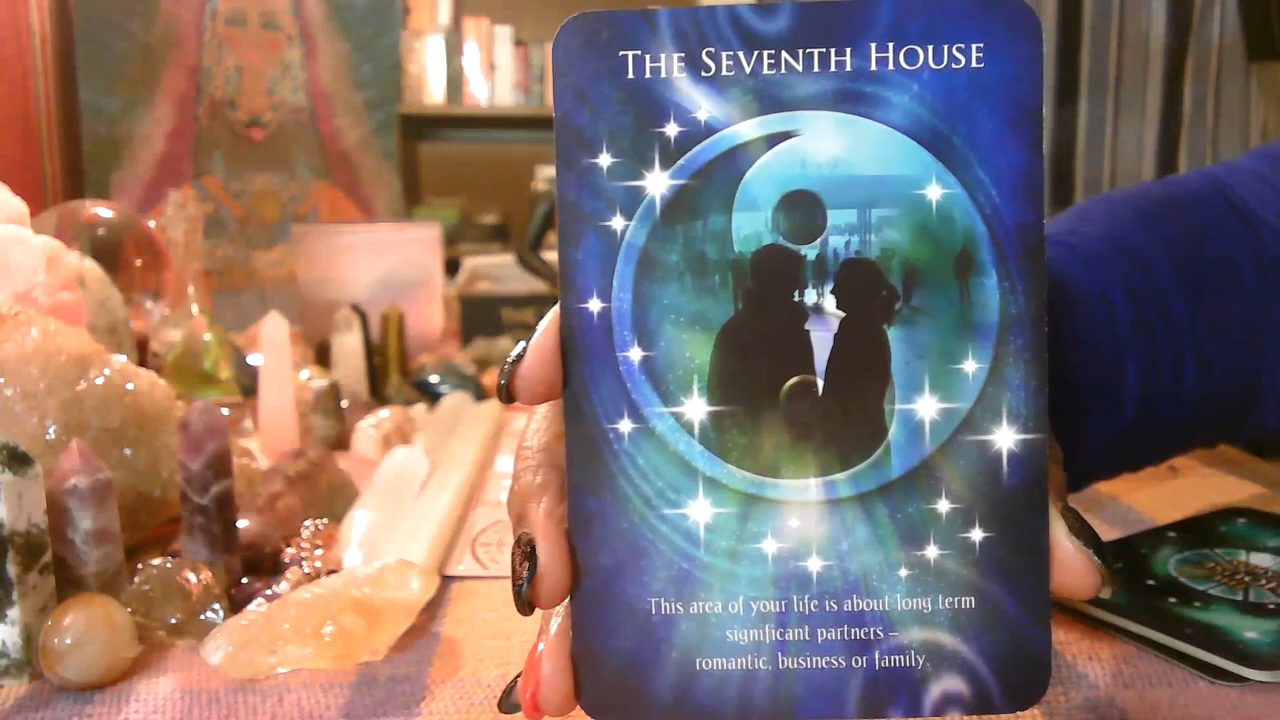 THE SEVENTH HOUSE
This area of your life is about long term
significant partners –
romantic, business or family.